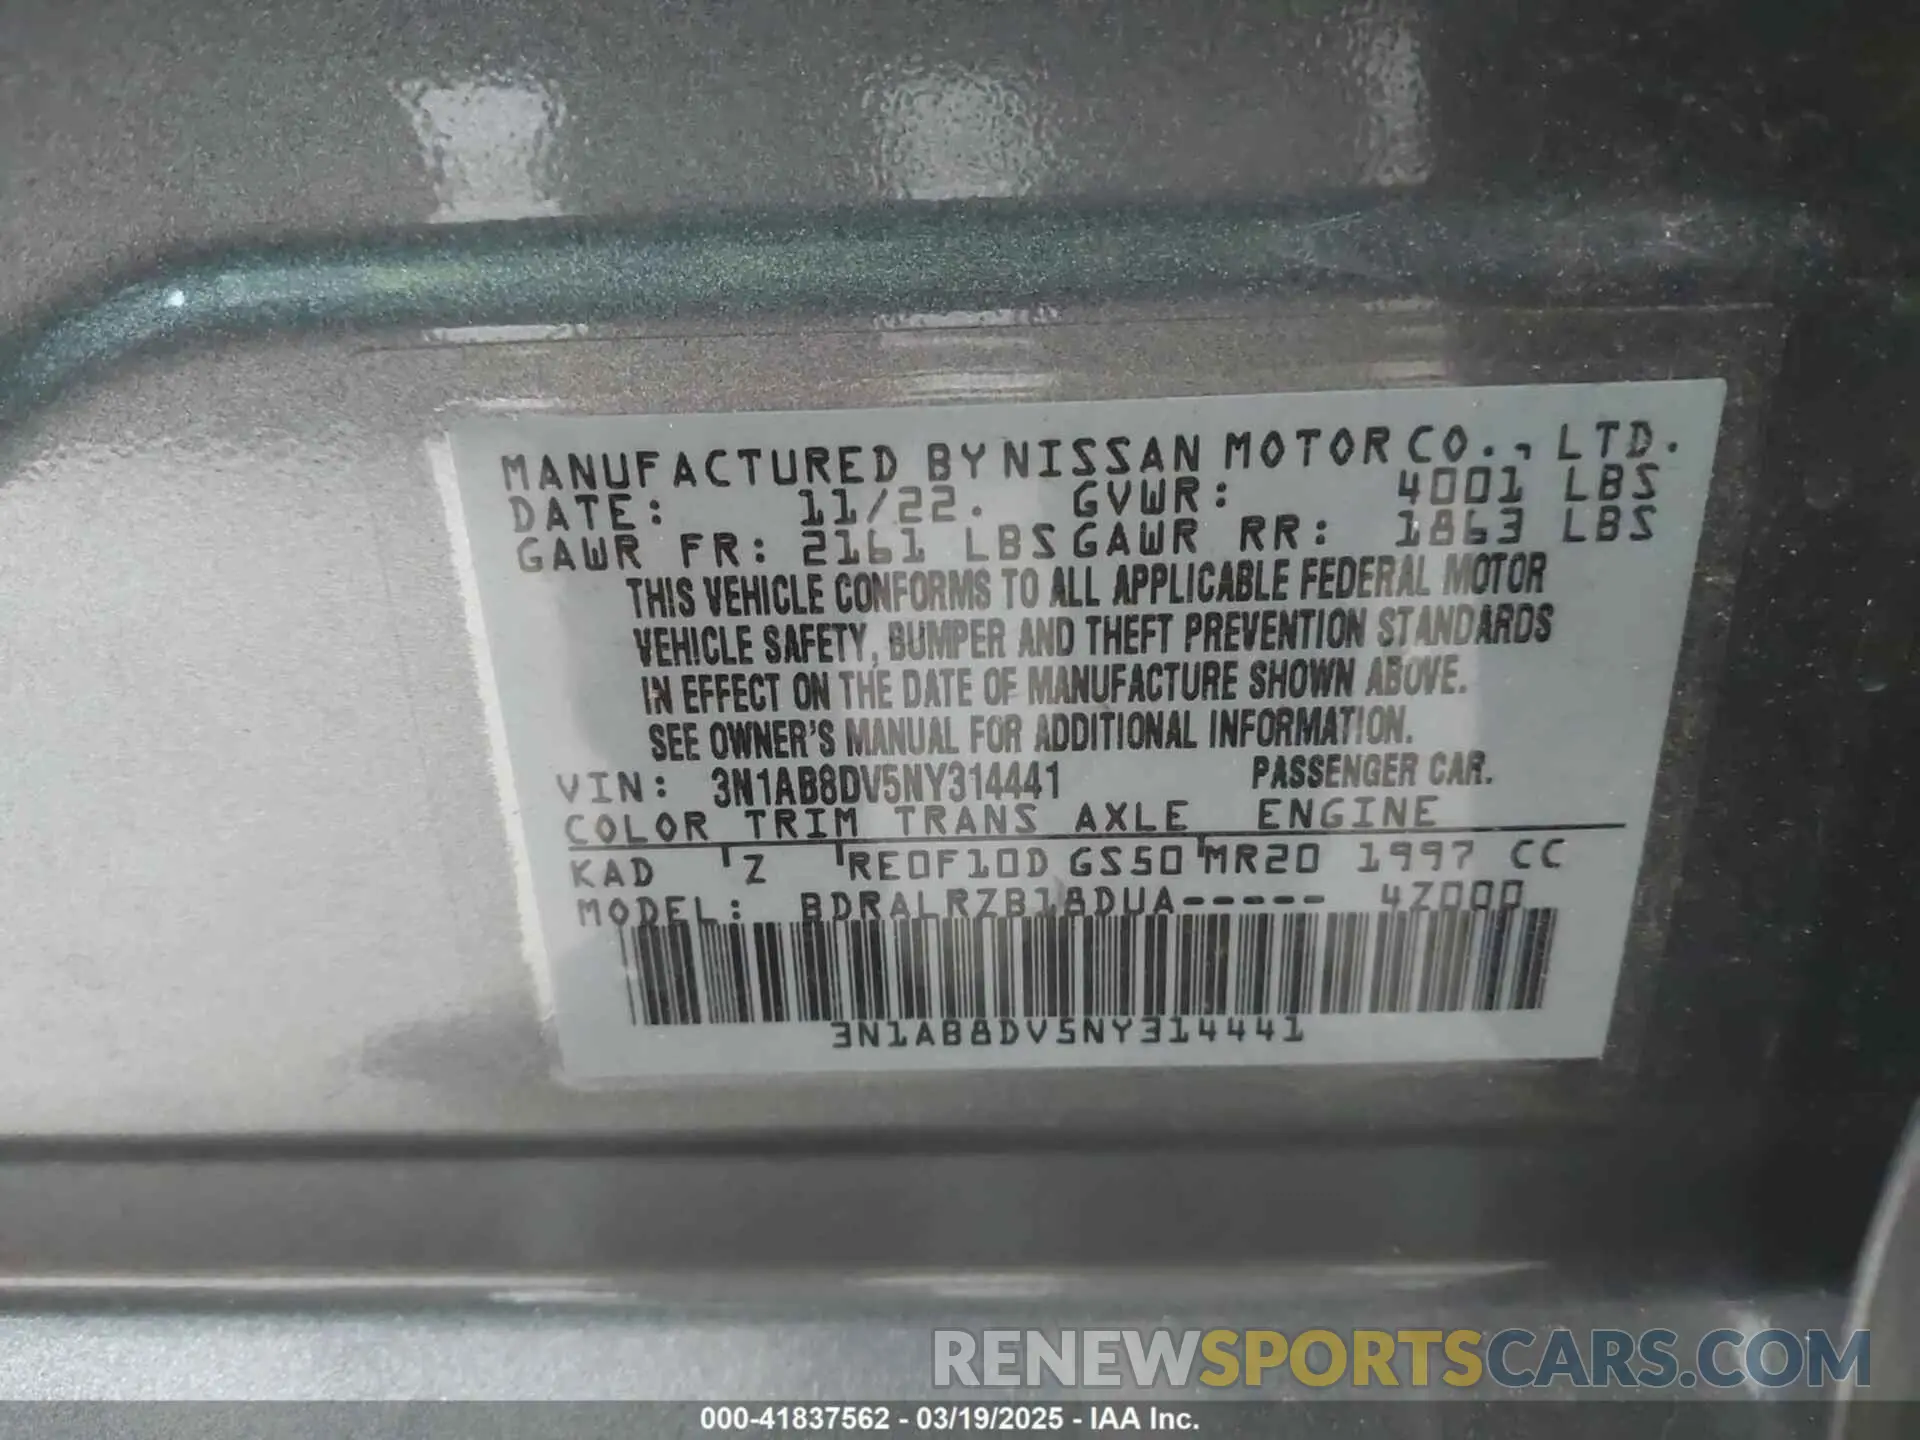 MANUFACTURED BY NISSAN MOTOR CO., LTD.
DATE: 11/22. GVWR: 4001 LBS
GAWR FR: 2161 LBS GAWR RR: 1863 LBS
THIS VEHICLE CONFORMS TO ALL APPLICABLE FEDERAL MOTOR
VEHICLE SAFETY, BUMPER AND THEFT PREVENTION STANDARDS
IN EFFECT ON THE DATE OF MANUFACTURE SHOWN ABOVE.
SEE OWNER'S MANUAL FOR ADDITIONAL INFORMATION.
VIN: 3N1AB8DV5NY314441 PASSENGER CAR.
COLOR TRIM TRANS AXLE ENGINE
KAD Z RE0F10D GS50 MR20 1997 CC
MODEL: BDRALRZB18DUA----- 4Z000
3N1AB8DV5NY314441
RENEWSPORTSCARS.COM
000-41837562 - 03/19/2025 - IAA Inc.